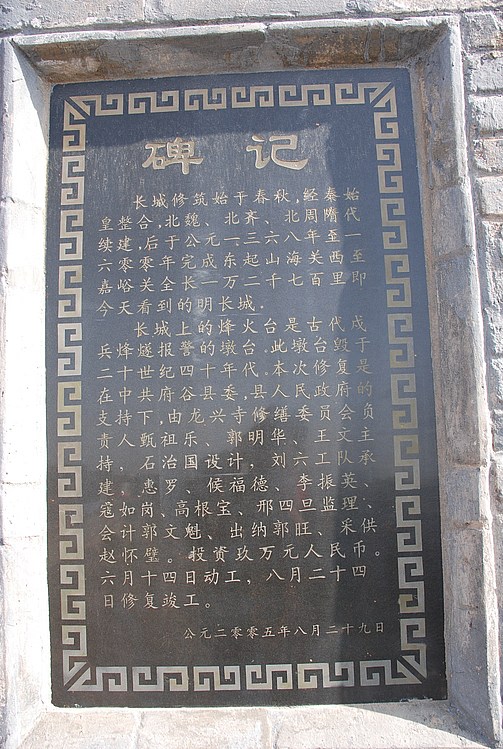 碑记
长城修筑始于春秋,经秦始
皇整合,北魏、北齐、北周隋代
续建,后于公元一三六八年至一
六零零年完成东起山海关西至
嘉峪关全长一万二千七百里即
今天看到的明长城.
长城上的烽火台是古代戍
兵烽燧报警的墩台.此墩台毁于
二十世纪四十年代.本次修复是
在中共府谷县委,县人民政府的
支持下,由龙兴寺修缮委员会负
责人甄祖乐、郭明华、王文主
持,石治国设计,刘六工队承
建,惠罗、候福德、李振英、
寇如岗、高根宝、邢四旦监理、
会计郭文魁、出纳郭旺、采供
赵怀璧。投资玖万元人民币。
六月十四日动工,八月二十四
日修复竣工。
公元二零零五年八月二十九日